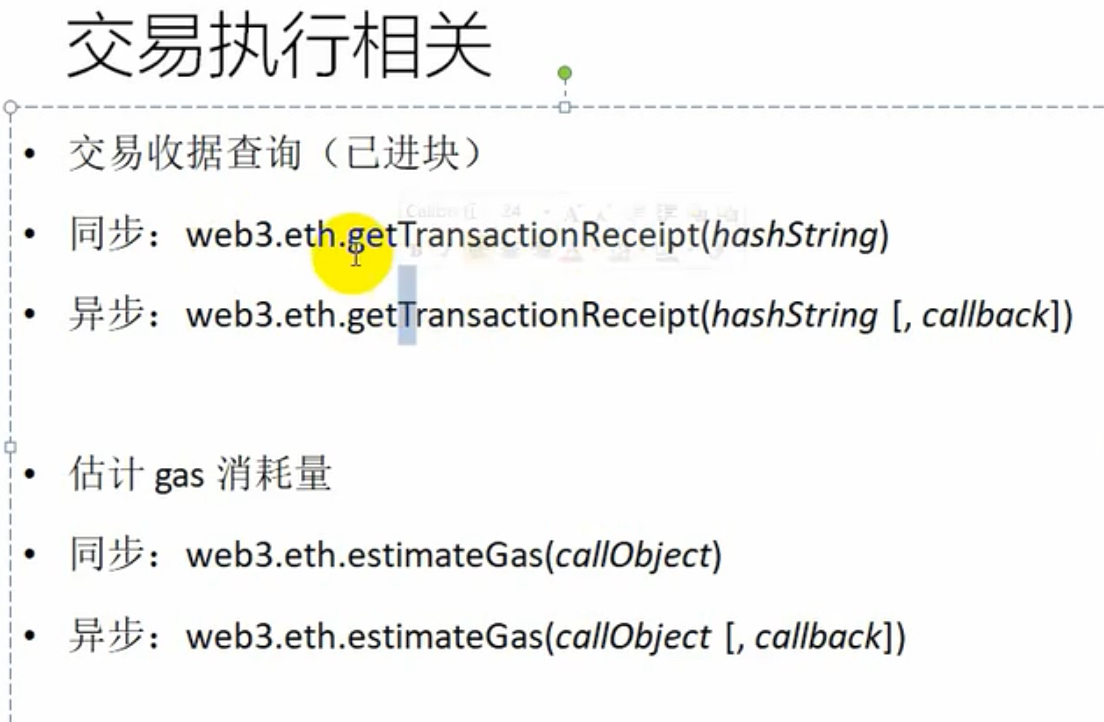 交易执行相关
• 交易收据查询（已进块）
• 同步：web3.eth.getTransactionReceipt(hashString)
• 异步：web3.eth.getTransactionReceipt(hashString [, callback])
• 估计 gas 消耗量
• 同步：web3.eth.estimateGas(callObject)
• 异步：web3.eth.estimateGas(callObject [, callback])